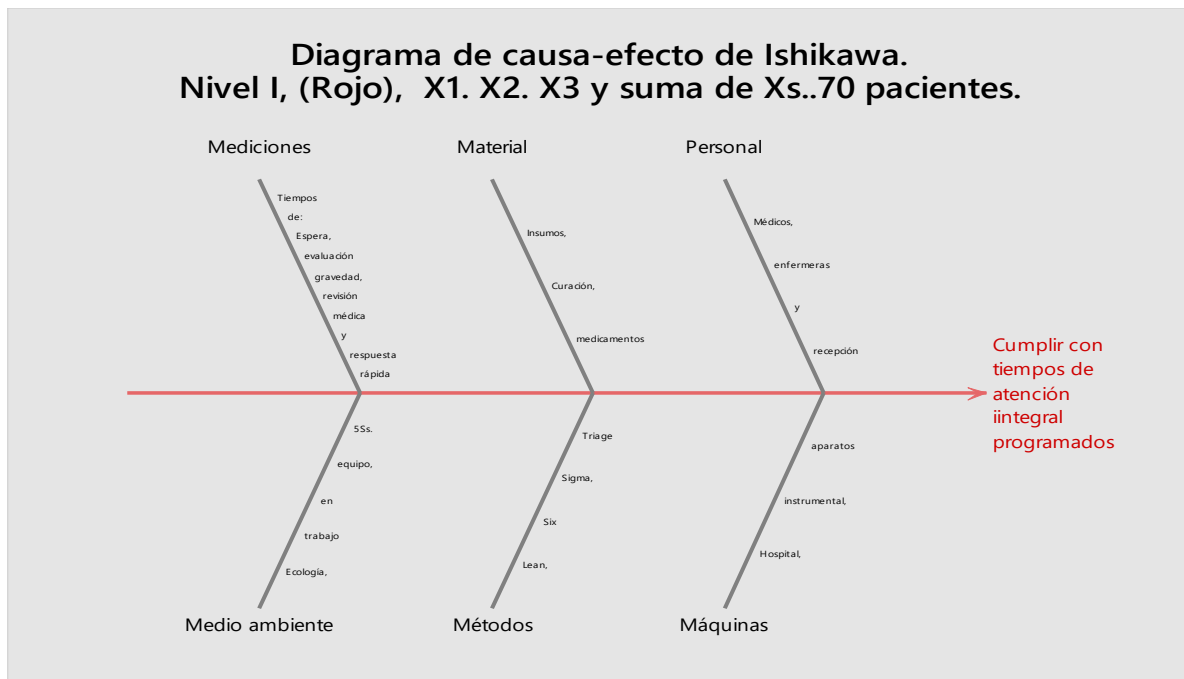 Diagrama de causa-efecto de Ishikawa.
Nivel I, (Rojo), X1. X2. X3 y suma de Xs..70 pacientes.
Mediciones
Material
Personal
Tiempos
de:
Espera,
evaluación
gravedad,
revisión
médica
y
respuesta
rápida
Insumos,
Curación,
medicamentos
Médicos,
enfermeras
y
recepción
Cumplir con
tiempos de
atención
iintegral
programados
5Ss.
equipo,
en
trabajo
Ecología,
Triage
Sigma,
Six
Lean,
aparatos
instrumental,
Hospital,
Medio ambiente
Métodos
Máquinas